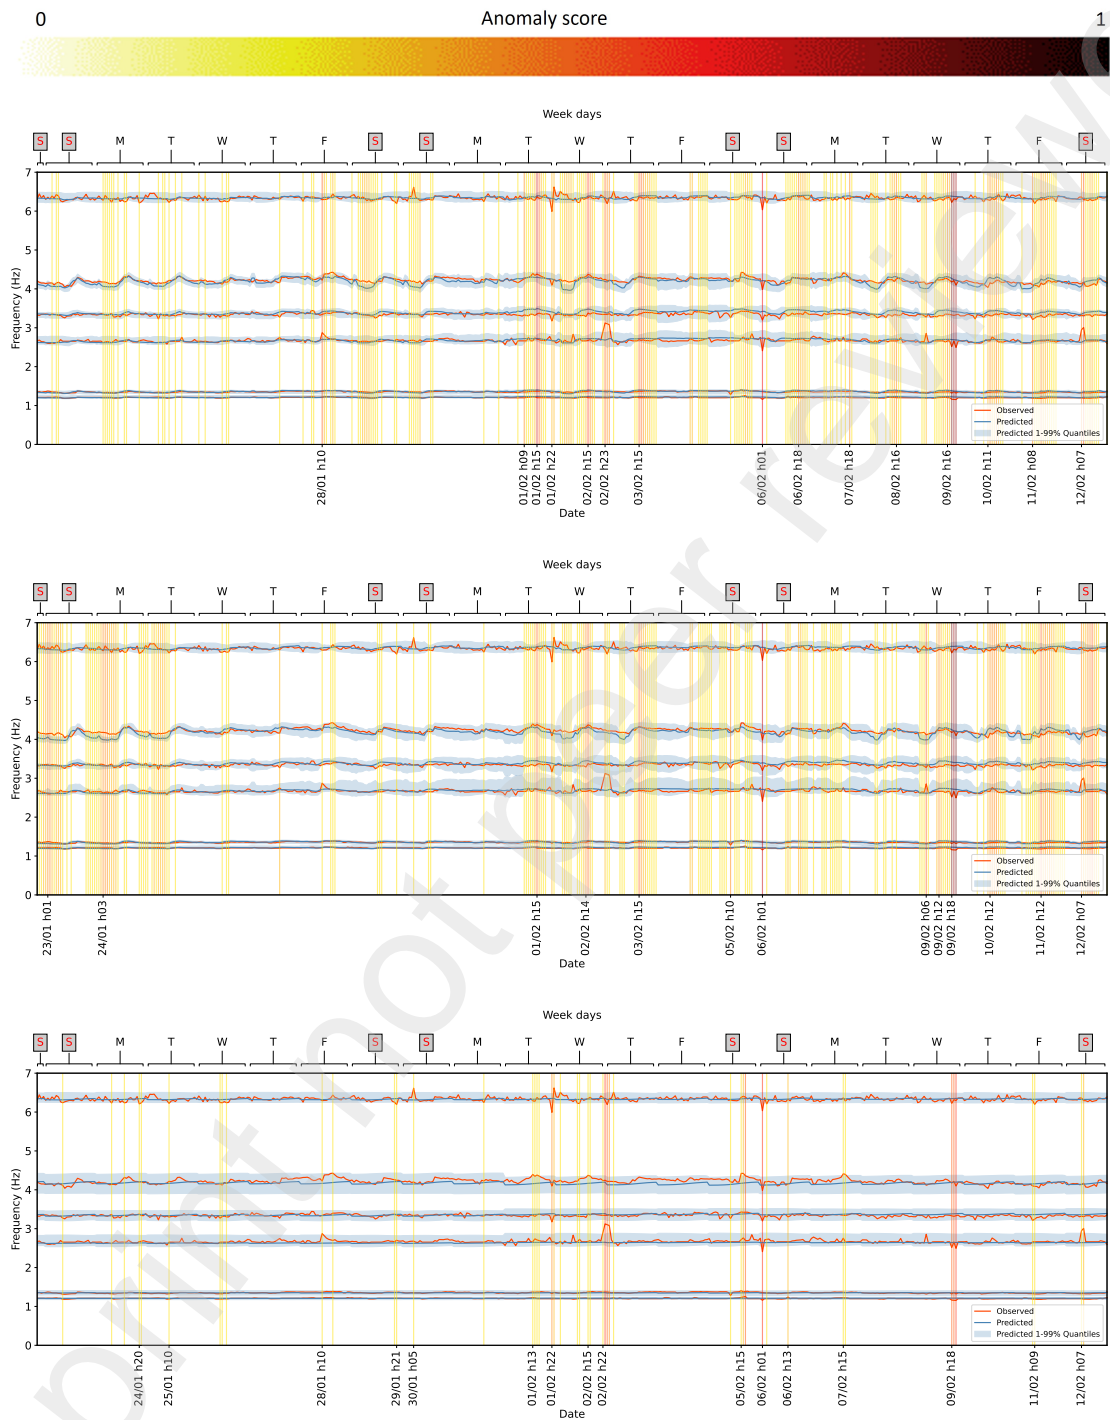 0 Anomaly score 1
Week days
S S M T W T F S S M T W T F S S M T W T F S
7
6
5
4
3
2
1
0
Frequency (Hz)
Observed
Predicted
Predicted 1-99% Quantiles
28/01 h10 01/02 h09 01/02 h15 01/02 h22 02/02 h15 02/02 h23 03/02 h15 06/02 h01 06/02 h18 07/02 h18 08/02 h16 09/02 h16 10/02 h11 11/02 h08 12/02 h07
Date
Week days
S S M T W T F S S M T W T F S S M T W T F S
7
6
5
4
3
2
1
0
Frequency (Hz)
Observed
Predicted
Predicted 1-99% Quantiles
23/01 h01 24/01 h03 01/02 h15 02/02 h14 03/02 h15 05/02 h10 06/02 h01 09/02 h06 09/02 h12 09/02 h18 10/02 h12 11/02 h12 12/02 h07
Date
Week days
S S M T W T F S S M T W T F S S M T W T F S
7
6
5
4
3
2
1
0
Frequency (Hz)
Observed
Predicted
Predicted 1-99% Quantiles
24/01 h20 25/01 h10 28/01 h10 29/01 h21 30/01 h05 01/02 h13 01/02 h22 02/02 h15 02/02 h22 05/02 h15 06/02 h01 06/02 h13 07/02 h15 09/02 h18 11/02 h09 12/02 h07
Date
print not peer reviewe